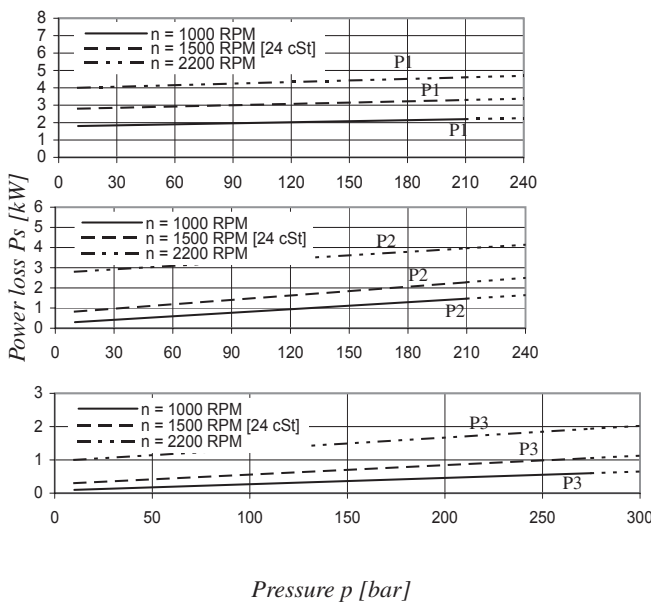 Power loss Ps [kW]
8
7
6
5
4
3
2
1
0
n = 1000 RPM
n = 1500 RPM [24 cSt]
n = 2200 RPM
P1
P1
P1
0 30 60 90 120 150 180 210 240
6
5
4
3
2
1
0
n = 1000 RPM
n = 1500 RPM [24 cSt]
n = 2200 RPM
P2
P2
P2
0 30 60 90 120 150 180 210 240
3
2
1
0
n = 1000 RPM
n = 1500 RPM [24 cSt]
n = 2200 RPM
P3
P3
P3
0 50 100 150 200 250 300
Pressure p [bar]